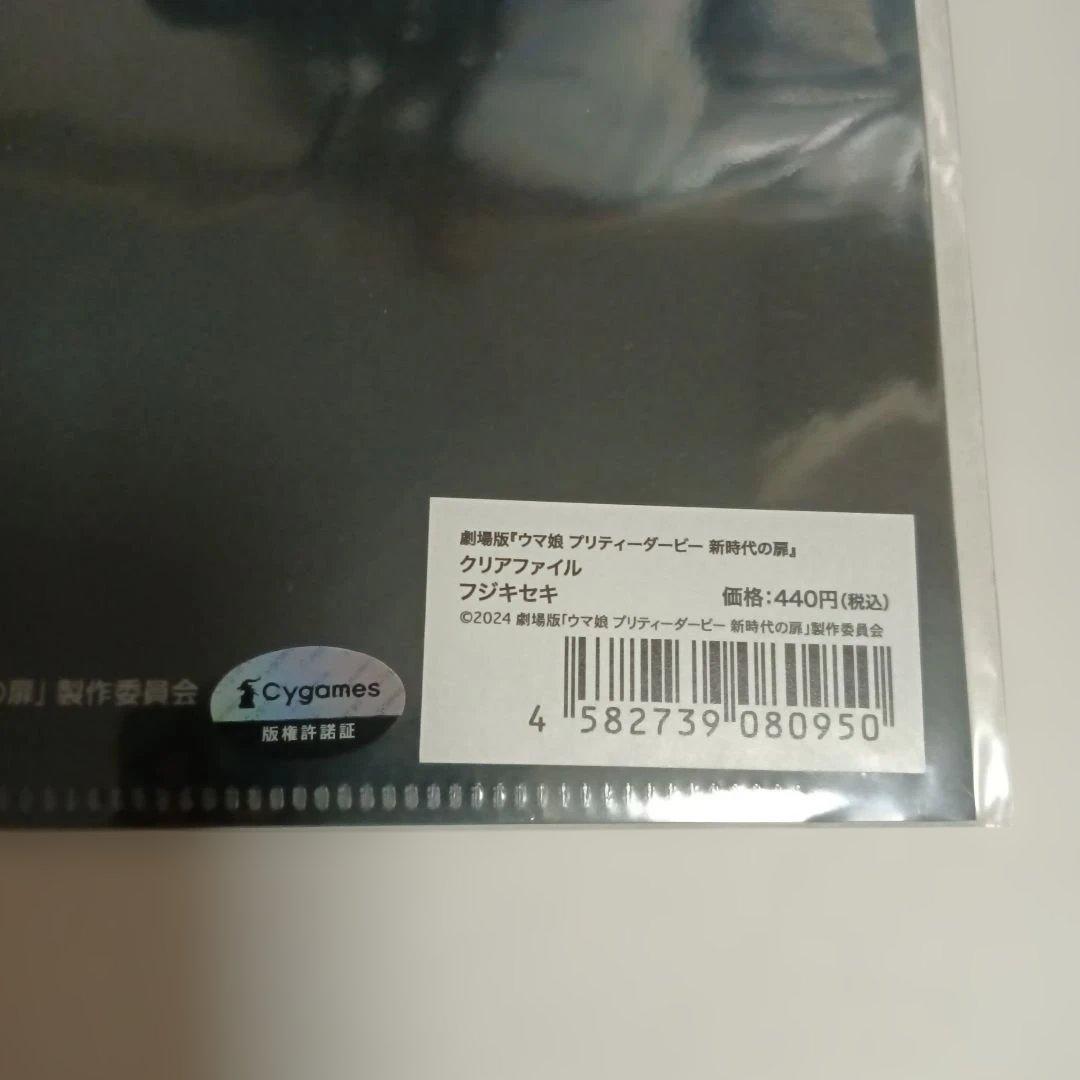 劇場版『ウマ娘 プリティーダービー 新時代の扉』
クリアファイル
フジキセキ
価格:440円(税込)
©2024 劇場版「ウマ娘 プリティーダービー 新時代の扉」製作委員会
4 582739 080950
の扉」製作委員会
Cygames
版権許諾証